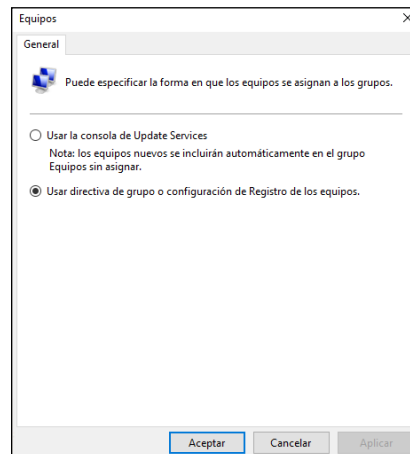 Equipos
General
Puede especificar la forma en que los equipos se asignan a los grupos.
Usar la consola de Update Services
Nota: los equipos nuevos se incluirán automáticamente en el grupo
Equipos sin asignar.
Usar directiva de grupo o configuración de Registro de los equipos.
Aceptar Cancelar Aplicar